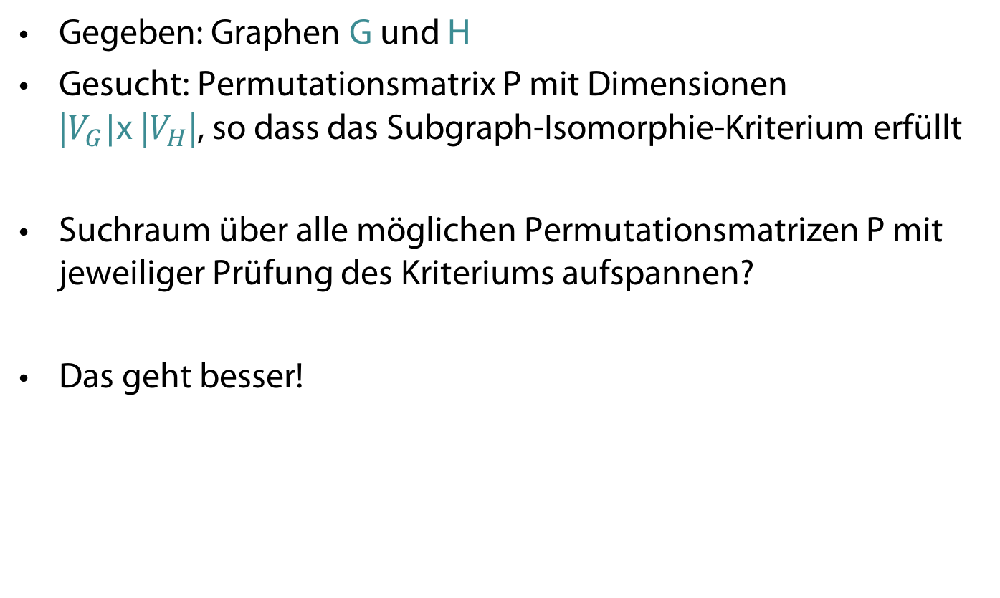 • Gegeben: Graphen G und H
• Gesucht: Permutationsmatrix P mit Dimensionen
|V_G|x |V_H|, so dass das Subgraph-Isomorphie-Kriterium erfüllt
• Suchraum über alle möglichen Permutationsmatrizen P mit
jeweiliger Prüfung des Kriteriums aufspannen?
• Das geht besser!